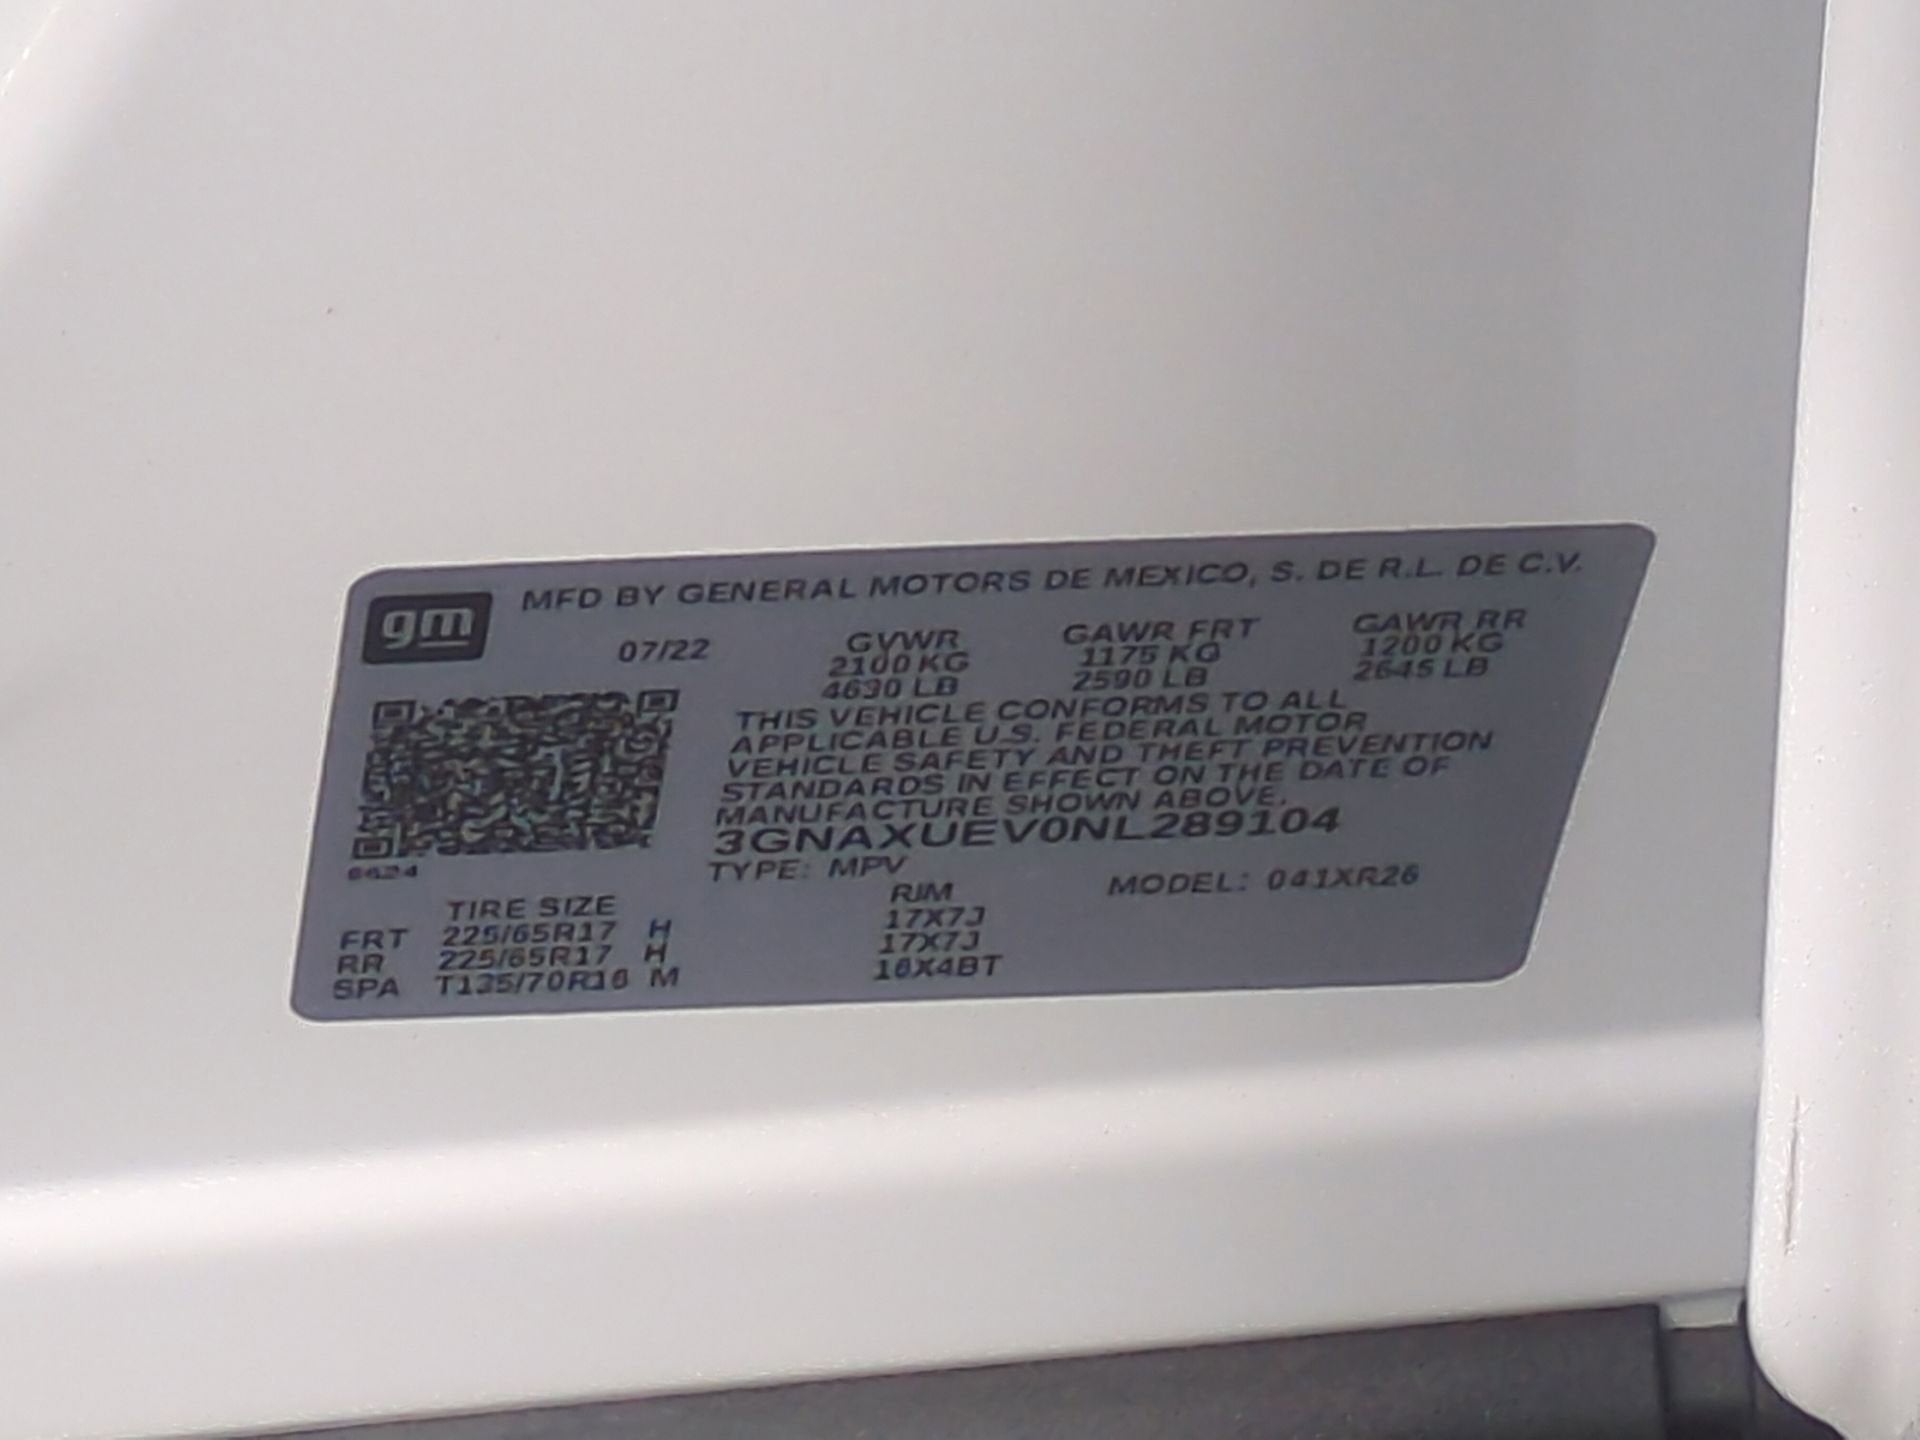 gm
MFD BY GENERAL MOTORS DE MEXICO, S. DE R.L. DE C.V.
07/22 GVWR GAWR FRT GAWR RR
2100 KG 1175 KG 1200 KG
4630 LB 2590 LB 2645 LB
THIS VEHICLE CONFORMS TO ALL
APPLICABLE U.S. FEDERAL MOTOR
VEHICLE SAFETY AND THEFT PREVENTION
STANDARDS IN EFFECT ON THE DATE OF
MANUFACTURE SHOWN ABOVE.
3GNAXUEV0NL289104
TYPE: MPV MODEL: 041XR26
TIRE SIZE RIM
FRT 225/65R17 H 17X7J
RR 225/65R17 H 17X7J
SPA T135/70R16 M 16X4BT